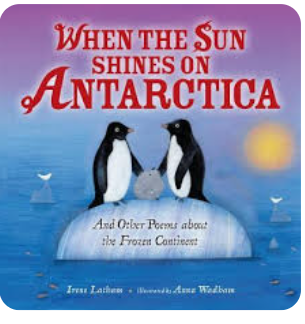 WHEN THE SUN
SHINES ON
ANTARCTICA
And Other Poems about
the Frozen Continent
Irene Latham • illustrated by Anna Wadham